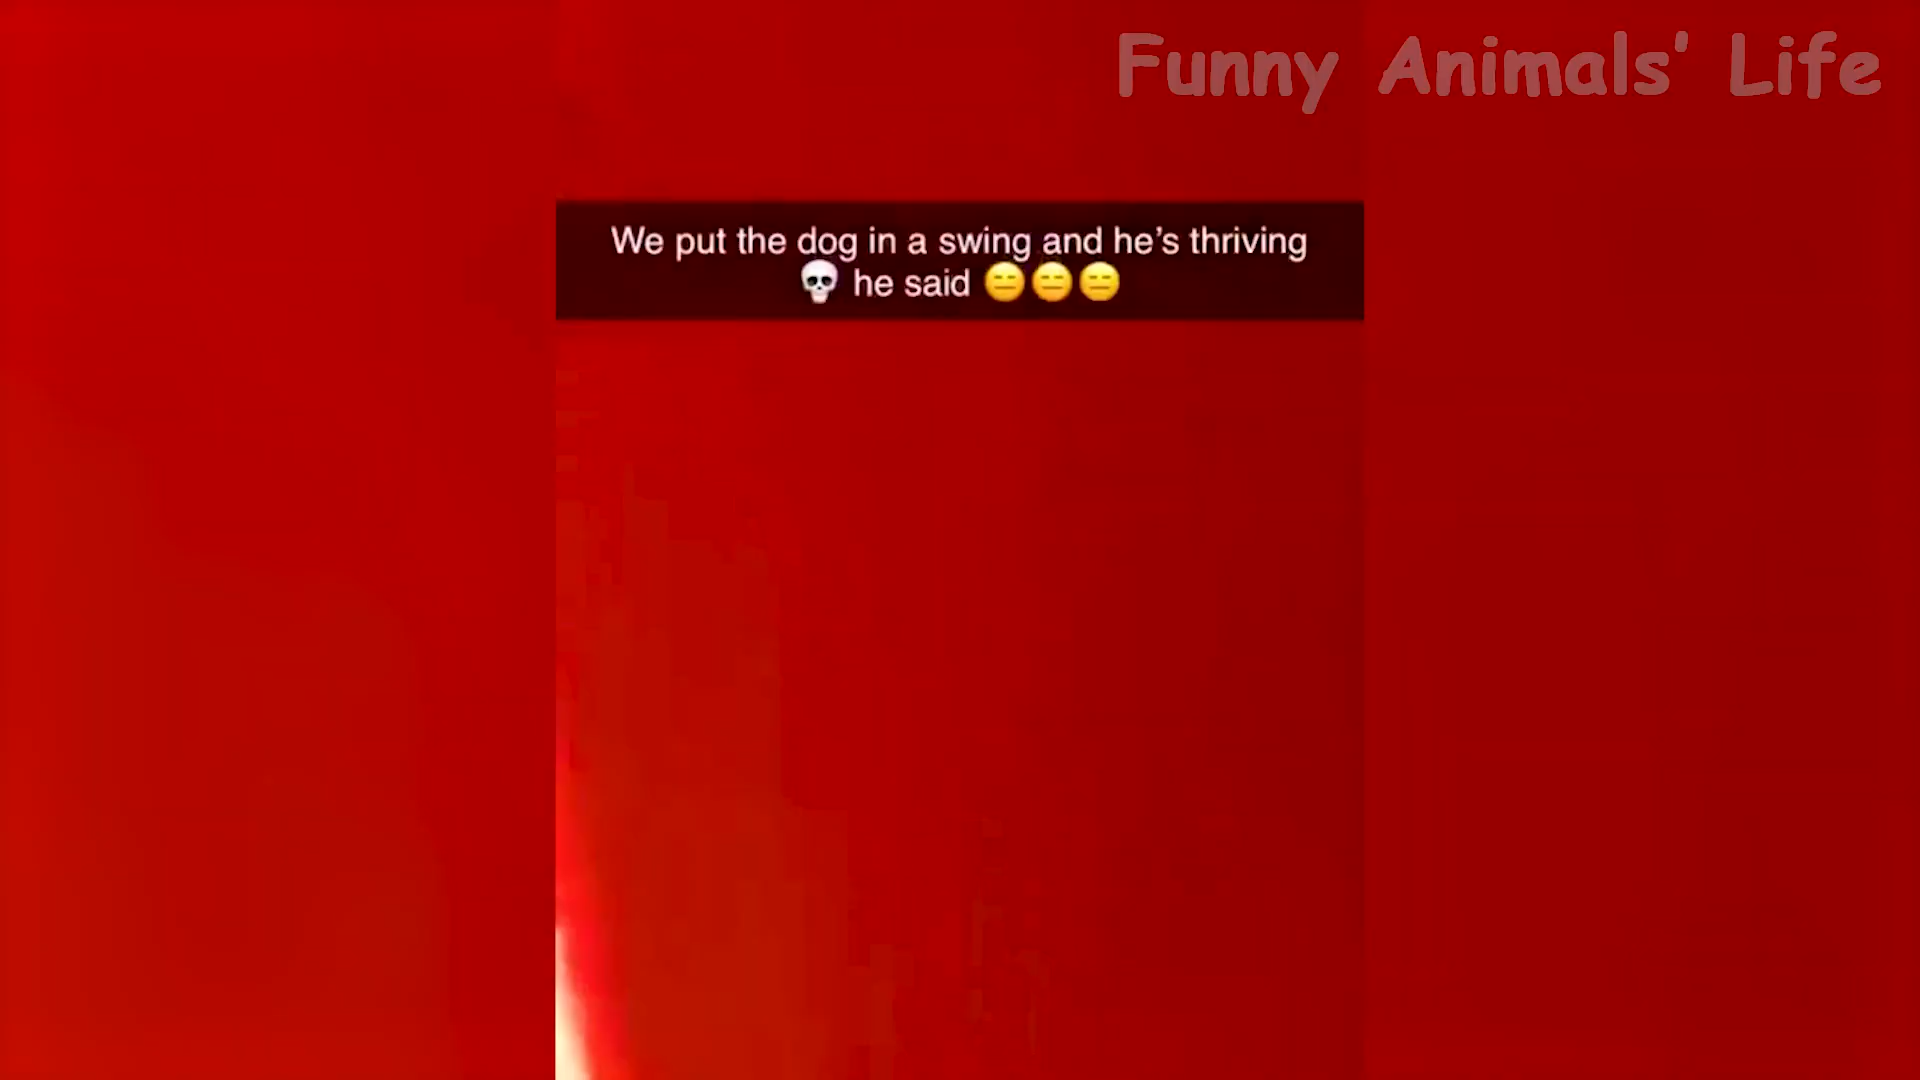 Funny Animals' Life
We put the dog in a swing and he’s thriving
💀 he said 😑😑😑